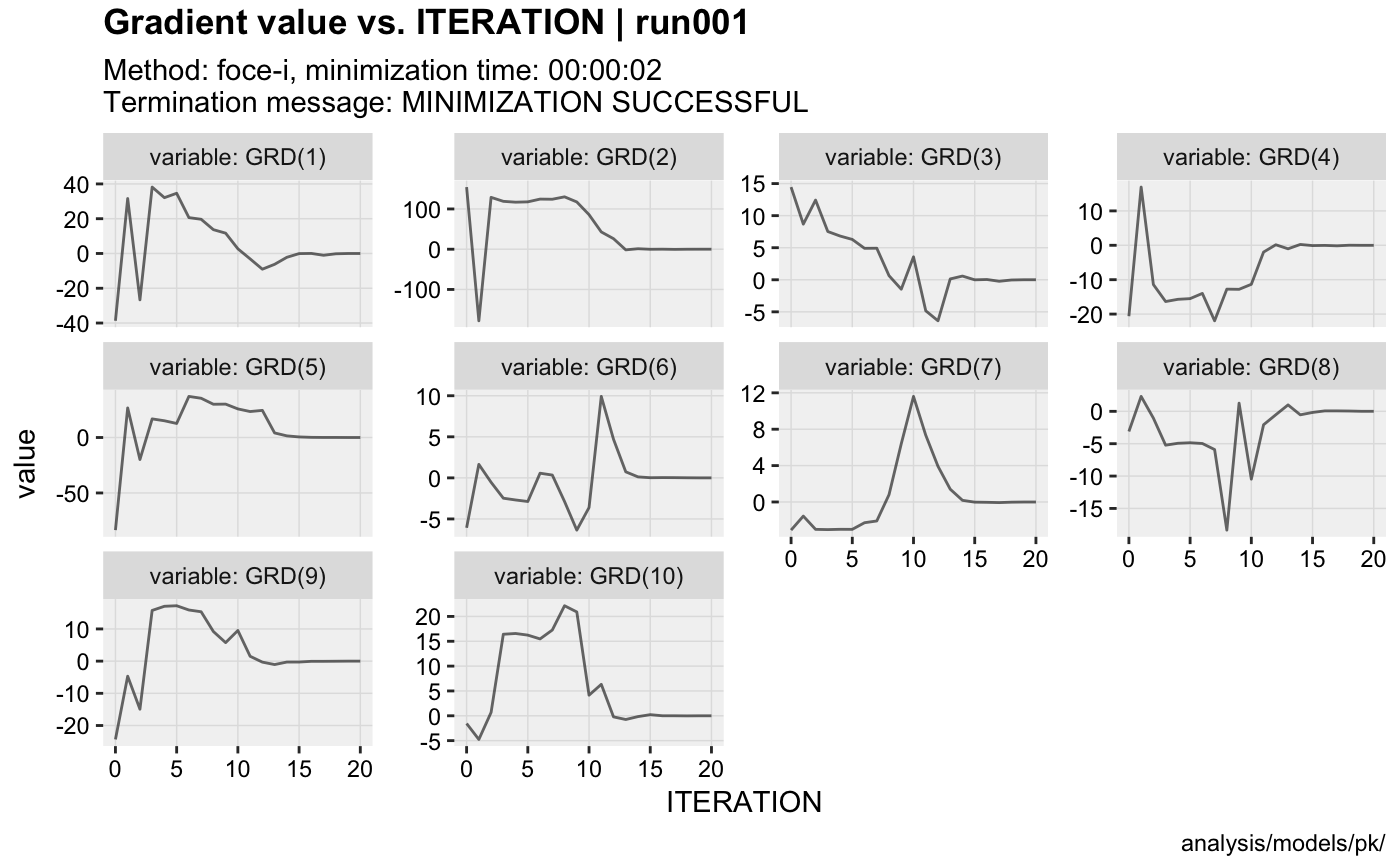 Gradient value vs. ITERATION | run001
Method: foce-i, minimization time: 00:00:02
Termination message: MINIMIZATION SUCCESSFUL
variable: GRD(1)
40
20
0
-20
-40
variable: GRD(2)
100
0
-100
variable: GRD(3)
15
10
5
0
-5
variable: GRD(4)
10
0
-10
-20
variable: GRD(5)
0
-50
variable: GRD(6)
10
5
0
-5
variable: GRD(7)
12
8
4
0
0 5 10 15 20
variable: GRD(8)
0
-5
-10
-15
0 5 10 15 20
variable: GRD(9)
10
0
-10
-20
0 5 10 15 20
variable: GRD(10)
20
15
10
5
0
-5
0 5 10 15 20
value
ITERATION
analysis/models/pk/